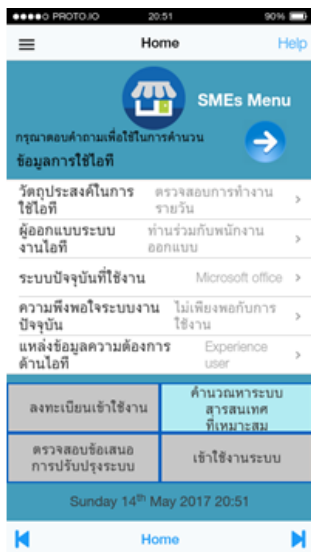 PROTO.IO 20:51 90%
Home Help
SMEs Menu
กรุณาตอบคำถามเพื่อใช้ในการคำนวน
ข้อมูลการใช้ไอที
วัตถุประสงค์ในการ ตรวจสอบการทำงาน
ใช้ไอที รายวัน
ผู้ออกแบบระบบ ท่านร่วมกับพนักงาน
งานไอที ออกแบบ
ระบบปัจจุบันที่ใช้งาน Microsoft office
ความพึงพอใจระบบงาน ไม่เพียงพอกับการ
ปัจจุบัน ใช้งาน
แหล่งข้อมูลความต้องการ Experience
ด้านไอที user
ลงทะเบียนเข้าใช้งาน
คำนวณหาระบบ
สารสนเทศ
ที่เหมาะสม
ตรวจสอบข้อเสนอ
การปรับปรุงระบบ
เข้าใช้งานระบบ
Sunday 14th May 2017 20:51
Home